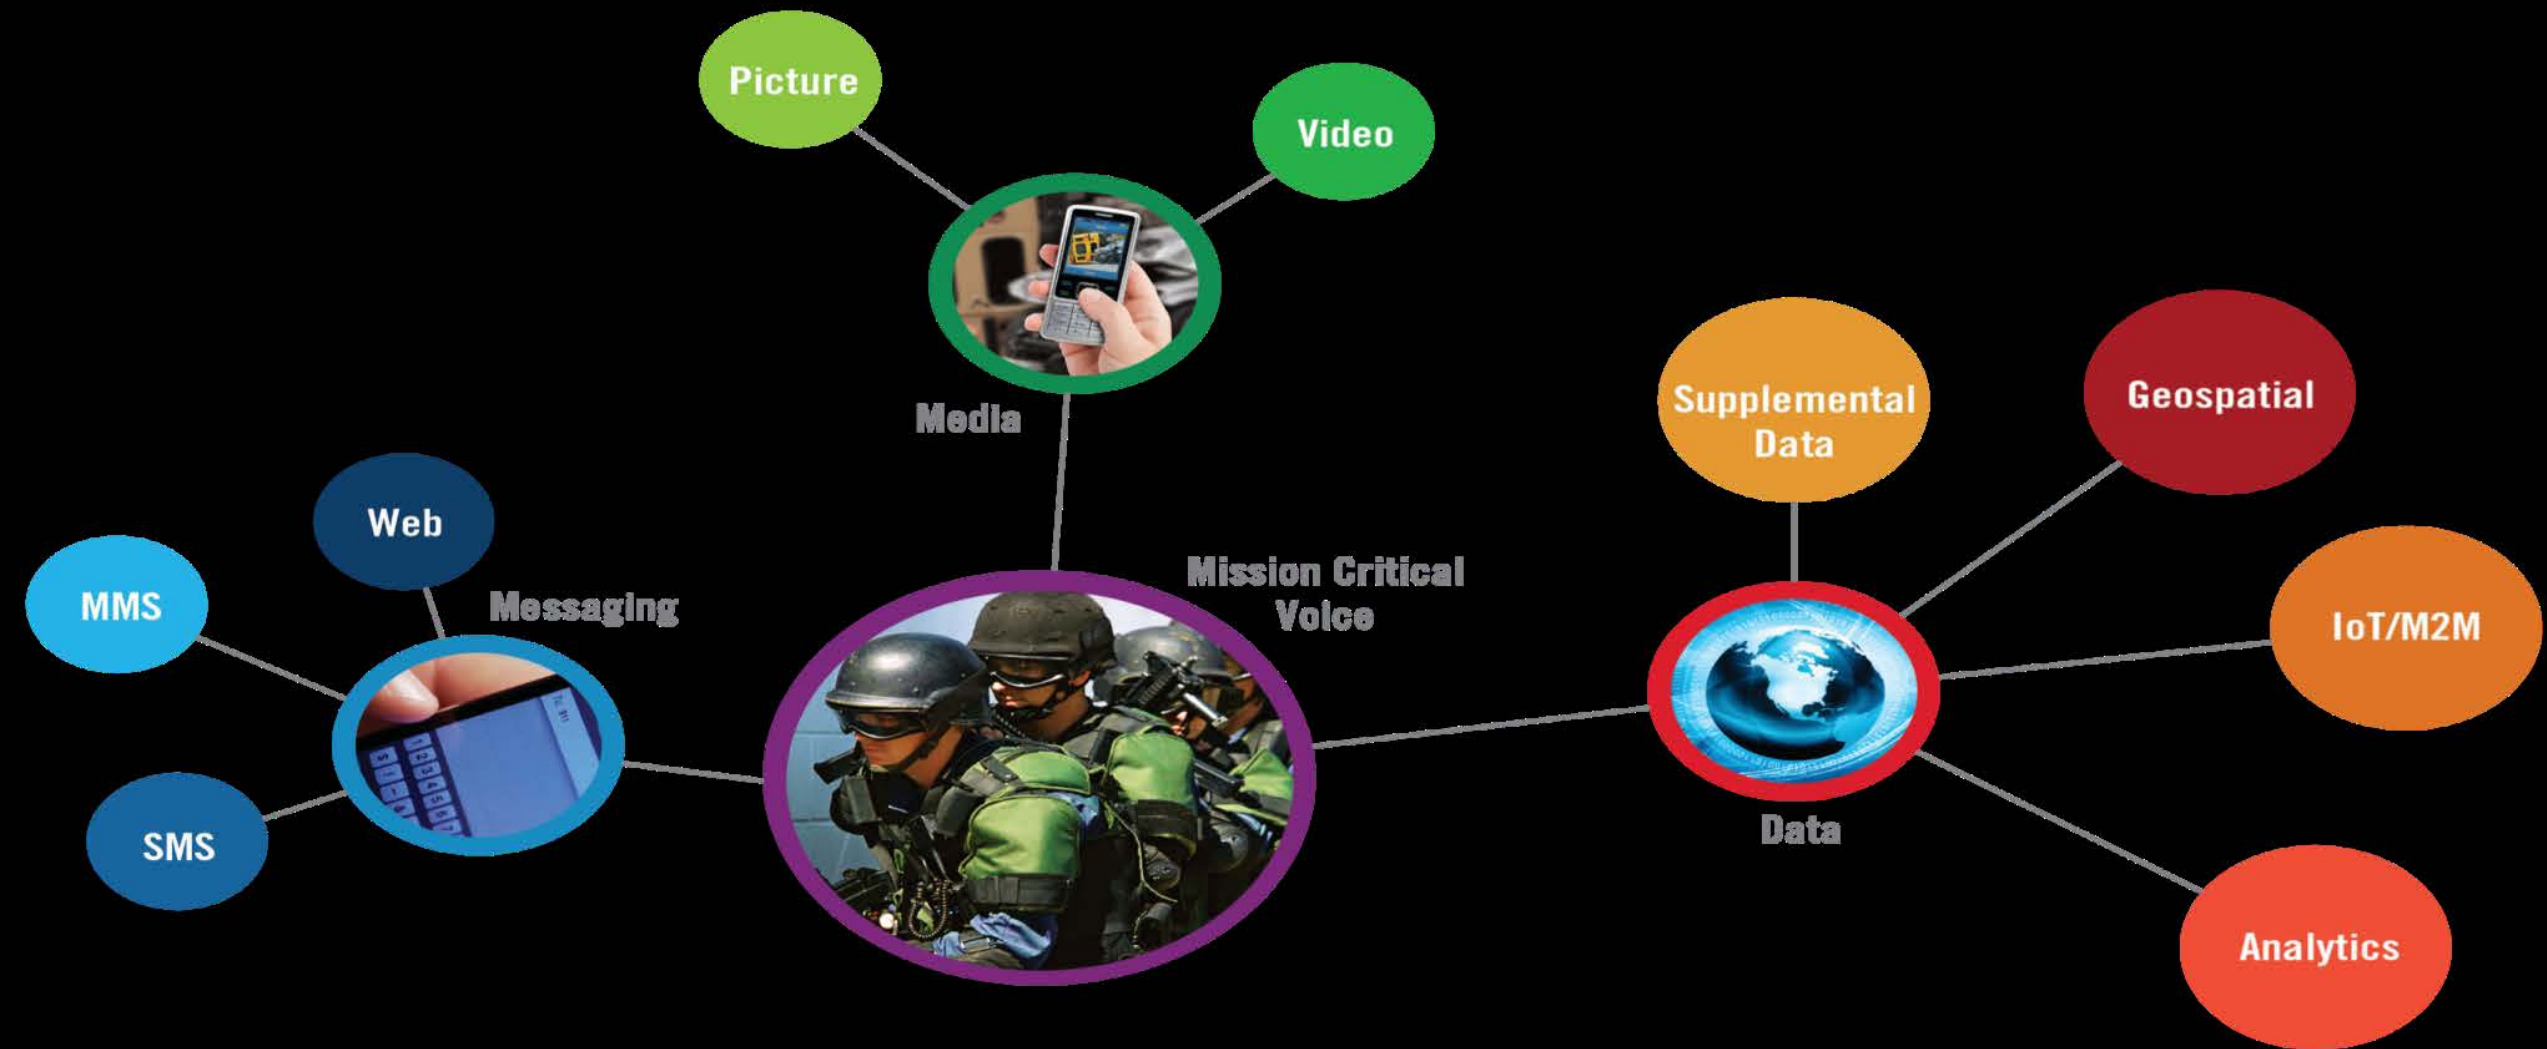 Picture
Video
Media
Supplemental
Data
Geospatial
Web
MMS
Messaging
Mission Critical
Voice
IoT/M2M
SMS
Data
Analytics